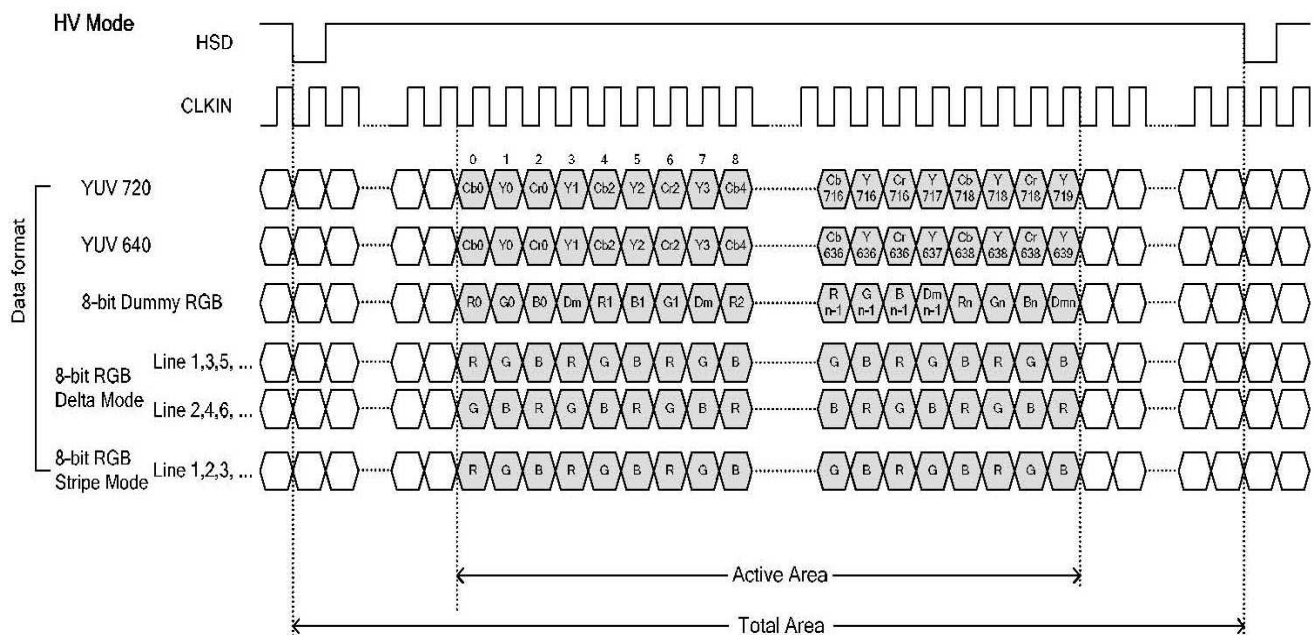 HV Mode
HSD
CLKIN
0 1 2 3 4 5 6 7 8
Data format
YUV 720
Cb0 Y0 Cr0 Y1 Cb2 Y2 Cr2 Y3 Cb4 Cb 716 Y 716 Cr 716 Y 717 Cb 718 Y 718 Cr 718 Y 719
YUV 640
Cb0 Y0 Cr0 Y1 Cb2 Y2 Cr2 Y3 Cb4 Cb 636 Y 636 Cr 636 Y 637 Cb 638 Y 638 Cr 638 Y 639
8-bit Dummy RGB
R0 G0 B0 Dm R1 B1 G1 Dm R2 R n-1 G n-1 B n-1 Dm n-1 Rn Gn Bn Dmn
8-bit RGB
Delta Mode
Line 1,3,5, ...
R G B R G B R G B G B R G B R G B
Line 2,4,6, ...
G B R G B R G B R B R G B R G B R
8-bit RGB
Stripe Mode
Line 1,2,3, ...
R G B R G B R G B G B R G B R G B
Active Area
Total Area